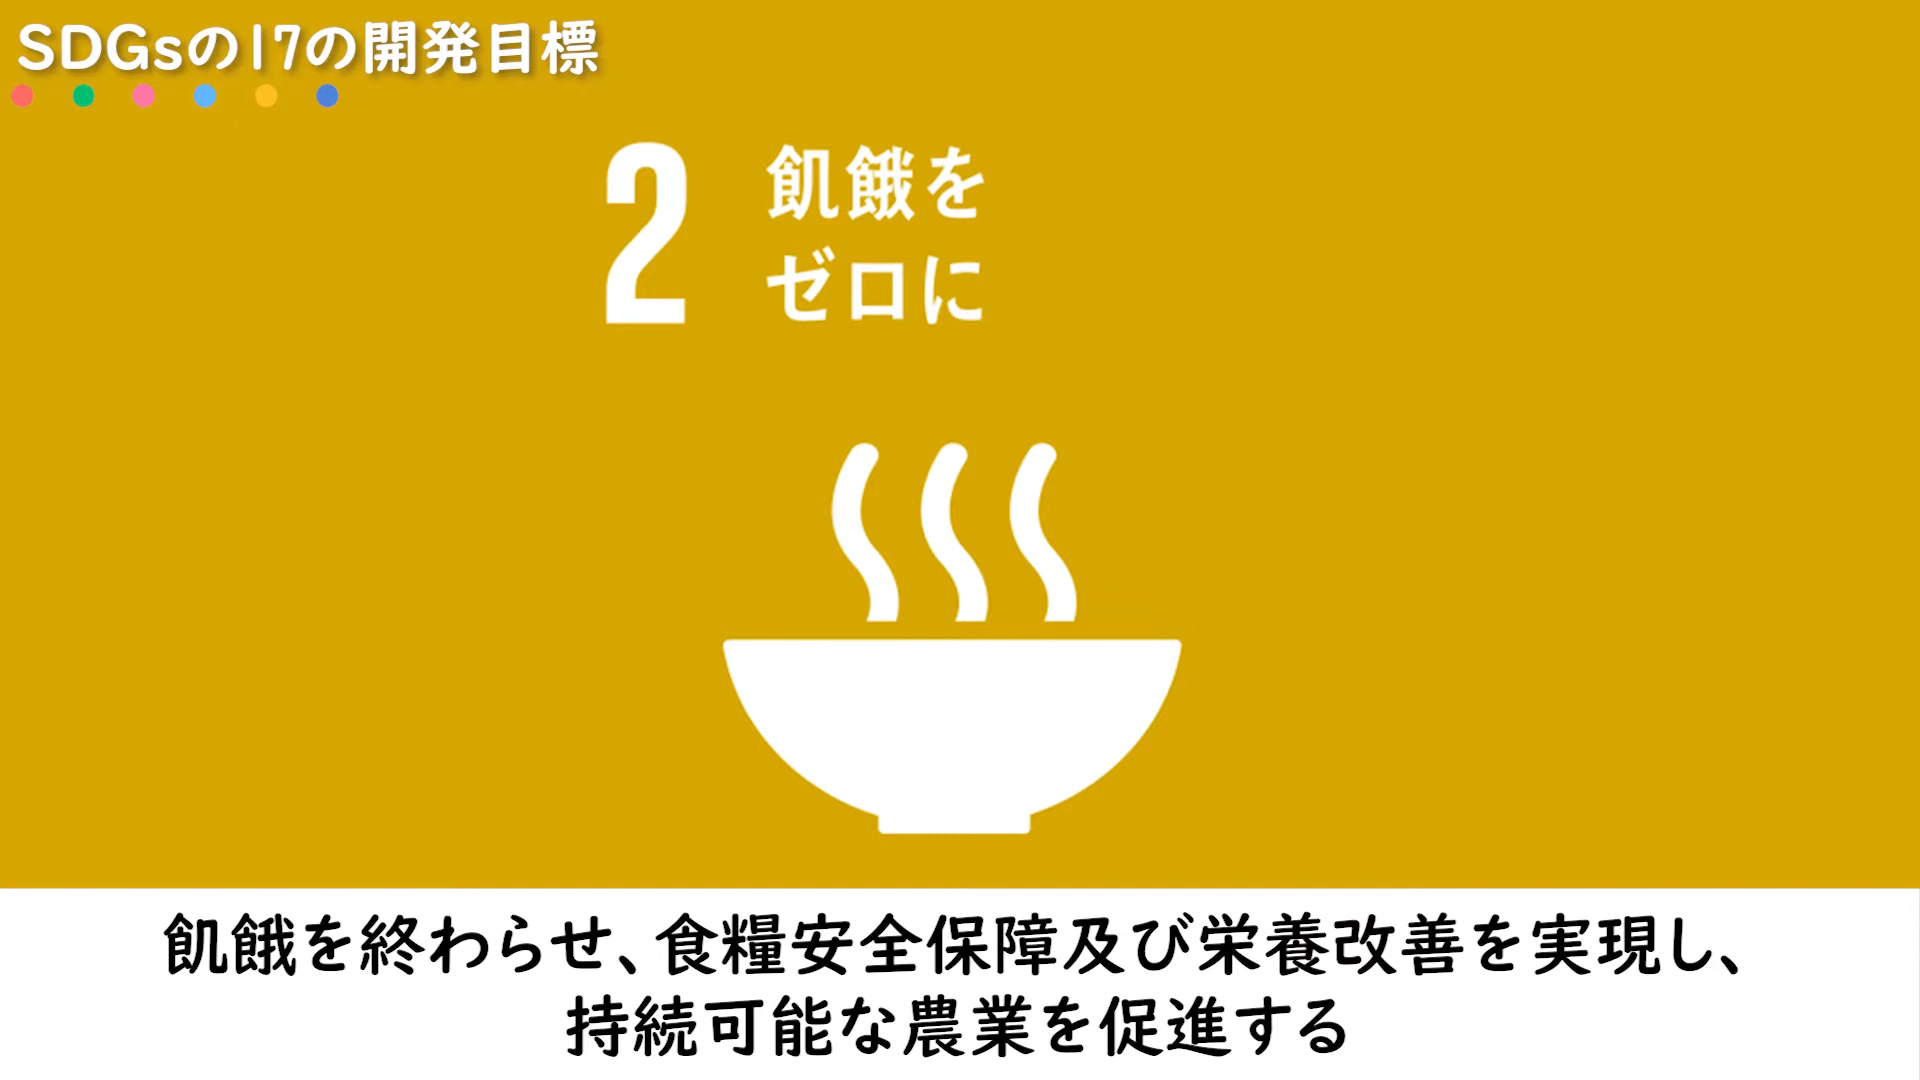 SDGsの17の開発目標
2
飢餓を
ゼロに
飢餓を終わらせ、食糧安全保障及び栄養改善を実現し、
持続可能な農業を促進する